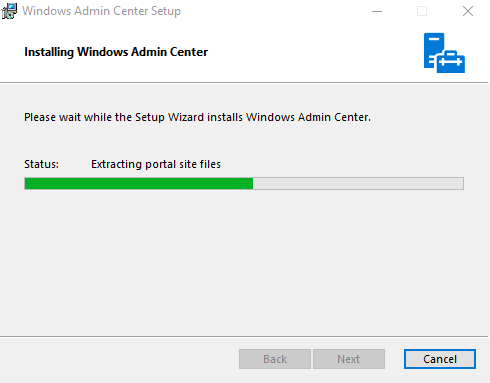 Windows Admin Center Setup
Installing Windows Admin Center
Please wait while the Setup Wizard installs Windows Admin Center.
Status: Extracting portal site files
Back Next Cancel